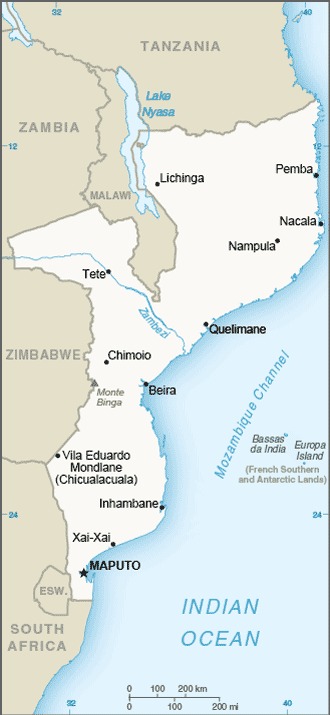 32
40
TANZANIA
Lake
Nyasa
ZAMBIA
12
12
Pemba
Lichinga
MALAWI
Nacala
Nampula
Tete
Zambezi
Quelimane
ZIMBABWE
Chimoio
Beira
Monte
Binga
Mozambique Channel
Bassas
da India
Europa
Island
(French Southern
and Antarctic Lands)
Vila Eduardo
Mondlane
(Chicualacuala)
Inhambane
24
24
Xai-Xai
MAPUTO
ESW.
INDIAN
OCEAN
SOUTH
AFRICA
0 100 200 km
0 100 200 mi
32
40